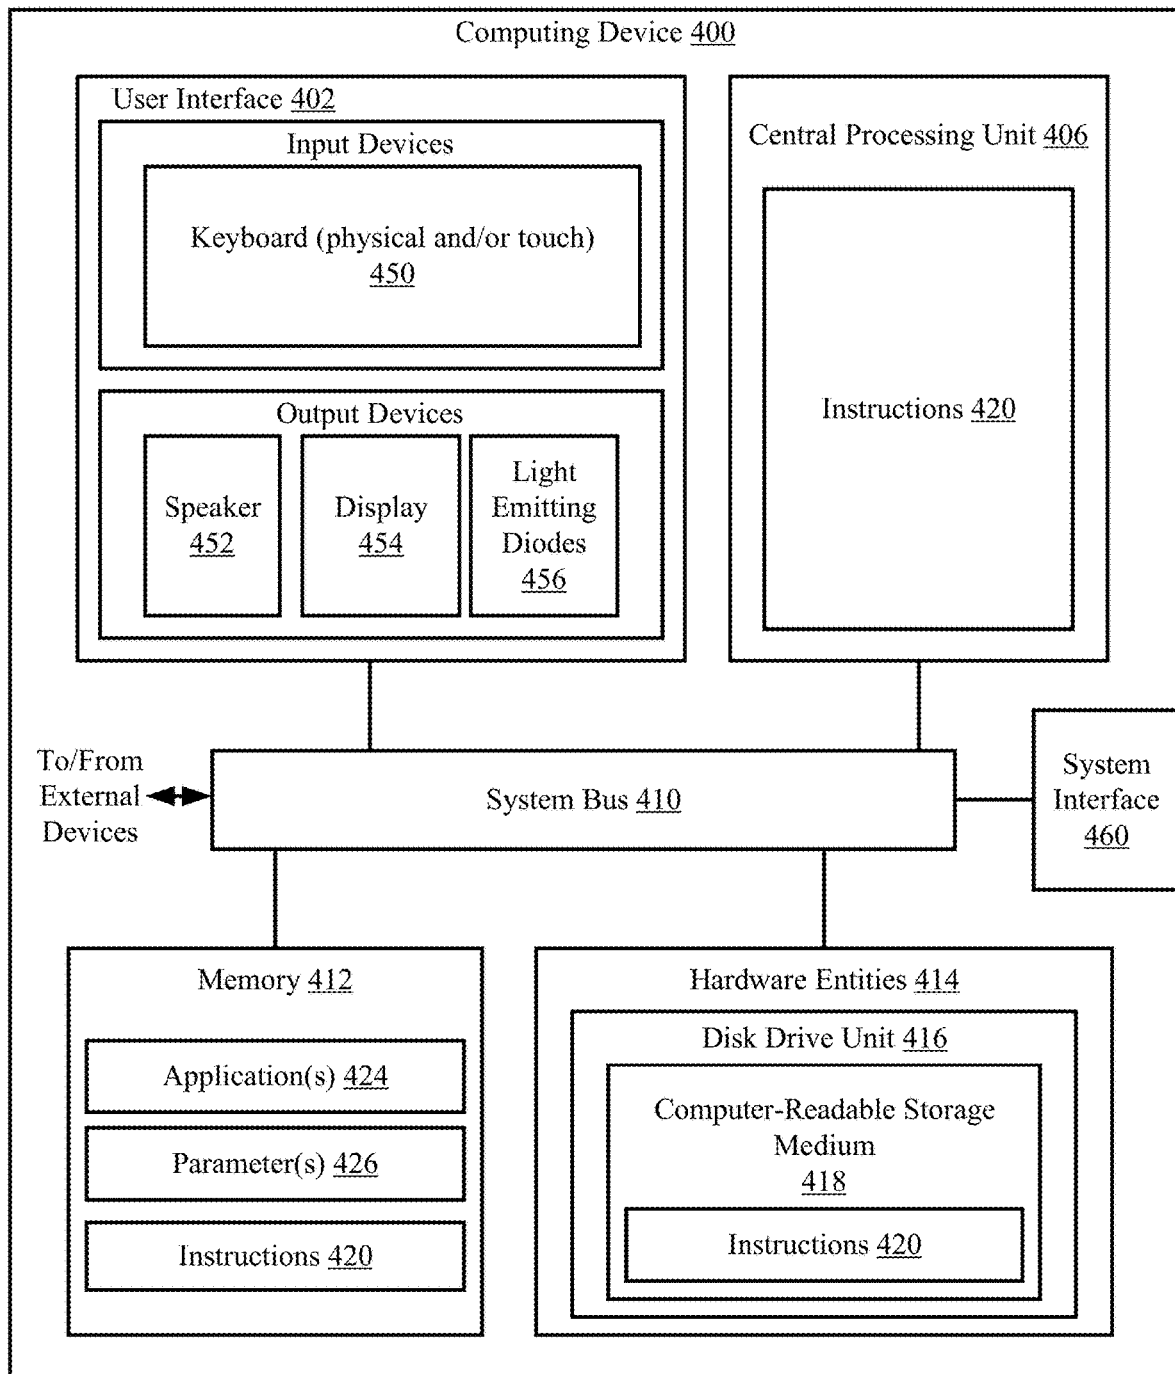 Computing Device 400
User Interface 402
Input Devices
Keyboard (physical and/or touch)
450
Output Devices
Speaker
452
Display
454
Light
Emitting
Diodes
456
Central Processing Unit 406
Instructions 420
To/From
External
Devices
System Bus 410
System
Interface
460
Memory 412
Application(s) 424
Parameter(s) 426
Instructions 420
Hardware Entities 414
Disk Drive Unit 416
Computer-Readable Storage
Medium
418
Instructions 420